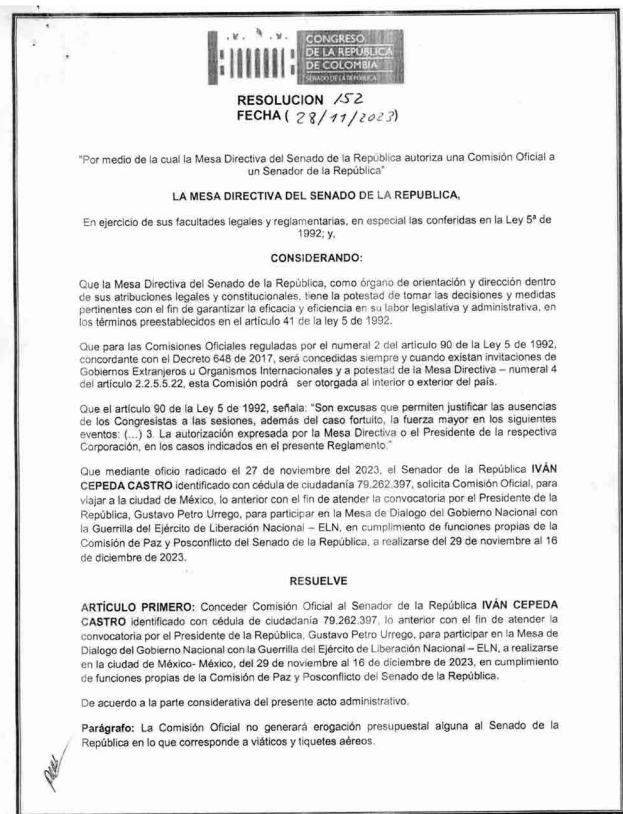 CONGRESO
DE LA REPÚBLICA
DE COLOMBIA
SENADO DE LA REPÚBLICA
RESOLUCION 152
FECHA ( 28/11/2023)
"Por medio de la cual la Mesa Directiva del Senado de la República autoriza una Comisión Oficial a
un Senador de la República"
LA MESA DIRECTIVA DEL SENADO DE LA REPUBLICA,
En ejercicio de sus facultades legales y reglamentarias, en especial las conferidas en la Ley 5ª de
1992; y,
CONSIDERANDO:
Que la Mesa Directiva del Senado de la República, como órgano de orientación y dirección dentro
de sus atribuciones legales y constitucionales, tiene la potestad de tomar las decisiones y medidas
pertinentes con el fin de garantizar la eficacia y eficiencia en su labor legislativa y administrativa, en
los términos preestablecidos en el artículo 41 de la ley 5 de 1992.
Que para las Comisiones Oficiales reguladas por el numeral 2 del artículo 90 de la Ley 5 de 1992,
concordante con el Decreto 648 de 2017, será concedidas siempre y cuando existan invitaciones de
Gobiernos Extranjeros u Organismos Internacionales y a potestad de la Mesa Directiva – numeral 4
del artículo 2.2.5.5.22, esta Comisión podrá ser otorgada al interior o exterior del país.
Que el artículo 90 de la Ley 5 de 1992, señala: "Son excusas que permiten justificar las ausencias
de los Congresistas a las sesiones, además del caso fortuito, la fuerza mayor en los siguientes
eventos: (...) 3. La autorización expresada por la Mesa Directiva o el Presidente de la respectiva
Corporación, en los casos indicados en el presente Reglamento."
Que mediante oficio radicado el 27 de noviembre del 2023, el Senador de la República IVÁN
CEPEDA CASTRO identificado con cédula de ciudadanía 79.262.397, solicita Comisión Oficial, para
viajar a la ciudad de México, lo anterior con el fin de atender la convocatoria por el Presidente de la
República, Gustavo Petro Urrego, para participar en la Mesa de Dialogo del Gobierno Nacional con
la Guerrilla del Ejército de Liberación Nacional – ELN, en cumplimiento de funciones propias de la
Comisión de Paz y Posconflicto del Senado de la República, a realizarse del 29 de noviembre al 16
de diciembre de 2023.
RESUELVE
ARTÍCULO PRIMERO: Conceder Comisión Oficial al Senador de la República IVÁN CEPEDA
CASTRO identificado con cédula de ciudadanía 79.262.397, lo anterior con el fin de atender la
convocatoria por el Presidente de la República, Gustavo Petro Urrego, para participar en la Mesa de
Dialogo del Gobierno Nacional con la Guerrilla del Ejército de Liberación Nacional – ELN, a realizarse
en la ciudad de México- México, del 29 de noviembre al 16 de diciembre de 2023, en cumplimiento
de funciones propias de la Comisión de Paz y Posconflicto del Senado de la República.
De acuerdo a la parte considerativa del presente acto administrativo.
Parágrafo: La Comisión Oficial no generará erogación presupuestal alguna al Senado de la
República en lo que corresponde a viáticos y tiquetes aéreos.